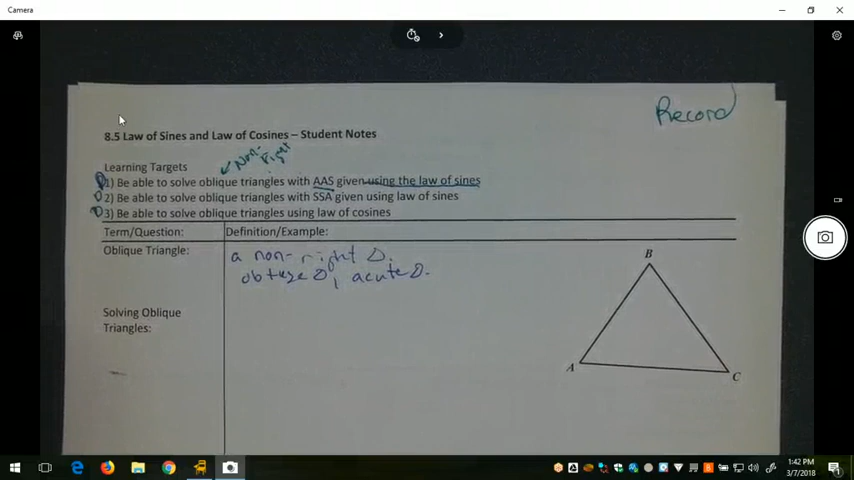 Camera
Record
8.5 Law of Sines and Law of Cosines – Student Notes
Non-
Right
Learning Targets
1) Be able to solve oblique triangles with AAS given using the law of sines
2) Be able to solve oblique triangles with SSA given using law of sines
3) Be able to solve oblique triangles using law of cosines
Term/Question: Definition/Example:
Oblique Triangle: a non-right Δ.
obtuse Δ, acute Δ.
B
Solving Oblique
Triangles:
A
C
1:42 PM
3/7/2018